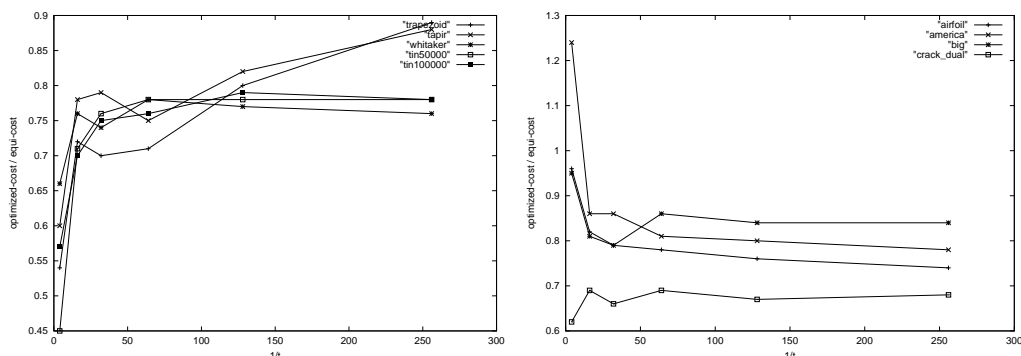 0.9
0.85
0.8
0.75
0.7
0.65
0.6
0.55
0.5
0.45
0 50 100 150 200 250 300
optimized-cost / equi-cost
1/t
"trapezoid"
"tapir"
"whitaker"
"tin50000"
"tin100000"
1.3
1.2
1.1
1
0.9
0.8
0.7
0.6
0 50 100 150 200 250 300
optimized-cost / equi-cost
1/t
"airfoil"
"america"
"big"
"crack_dual"